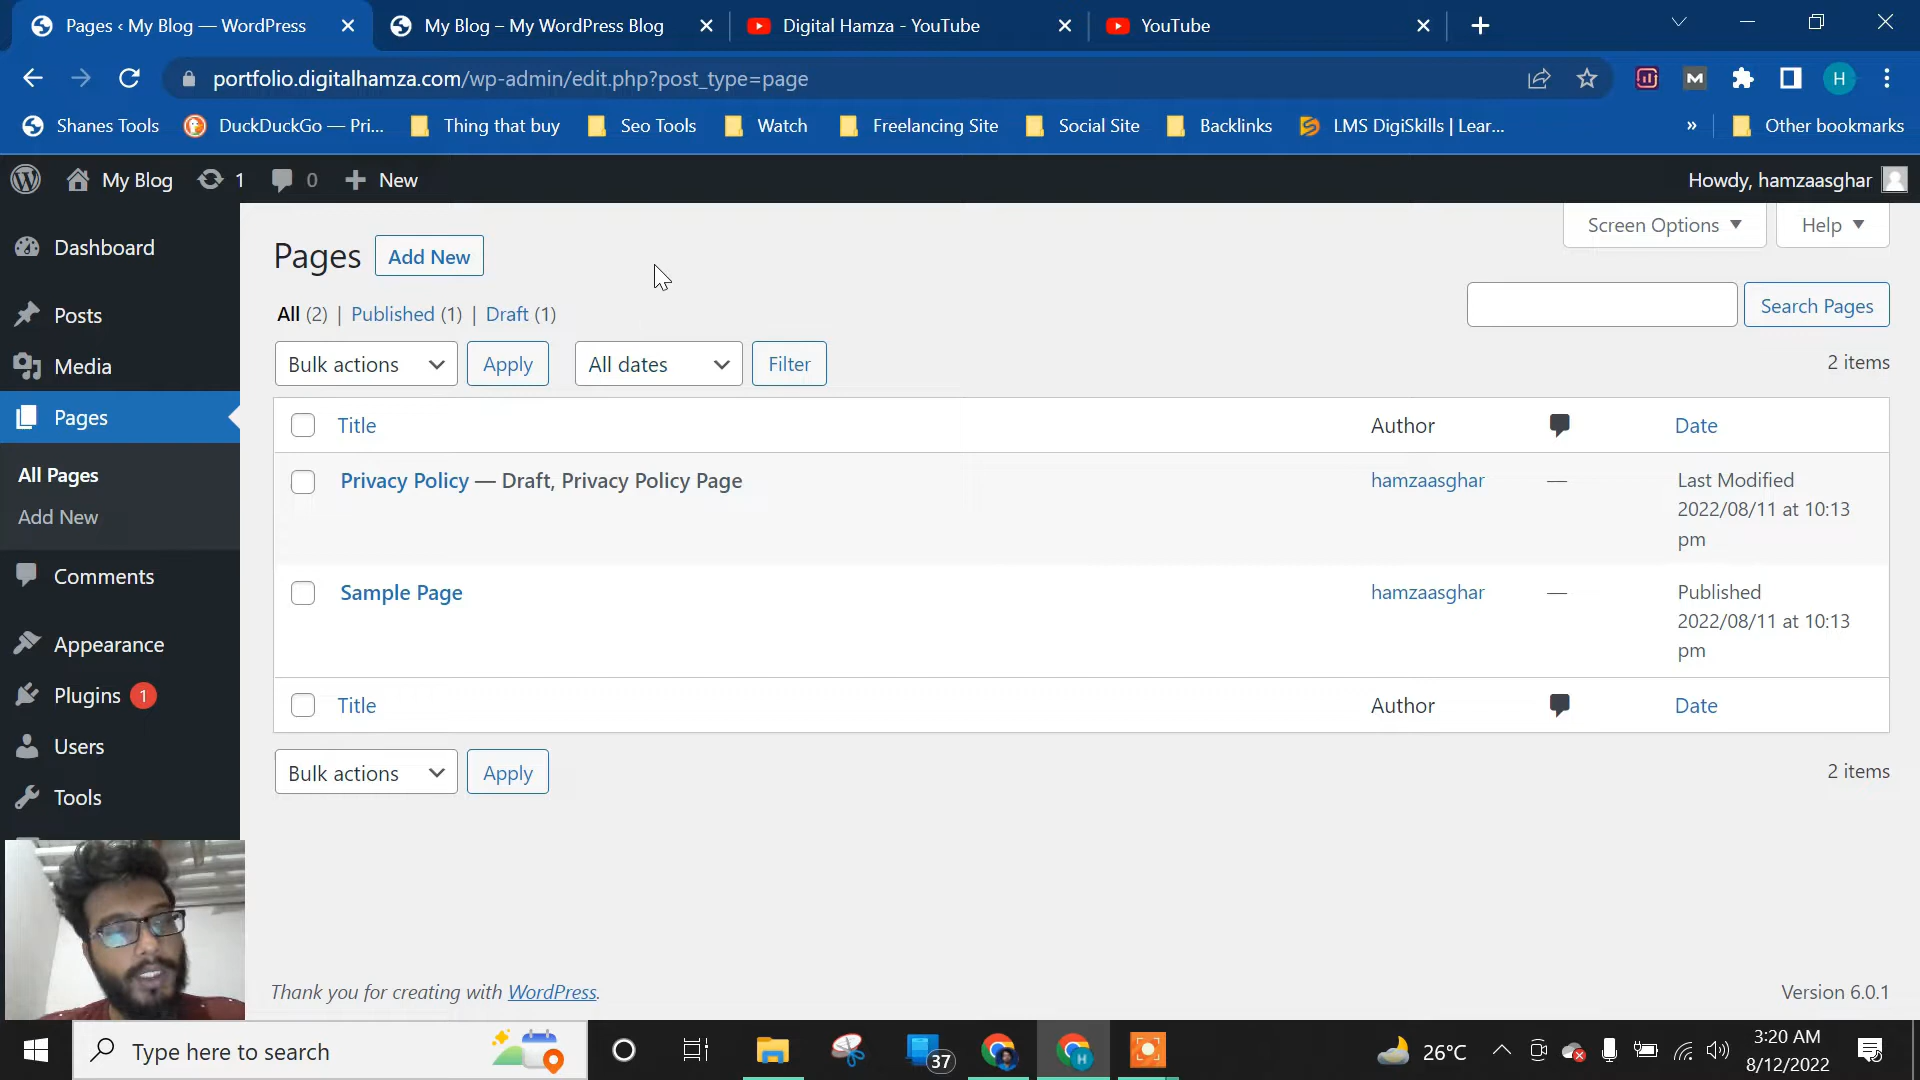 Pages ‹ My Blog — WordPress
My Blog – My WordPress Blog
Digital Hamza - YouTube
YouTube
portfolio.digitalhamza.com/wp-admin/edit.php?post_type=page
M
H
Shanes Tools
DuckDuckGo — Pri...
Thing that buy
Seo Tools
Watch
Freelancing Site
Social Site
Backlinks
LMS DigiSkills | Lear...
»
Other bookmarks
My Blog
1
0
New
Howdy, hamzaasghar
Dashboard
Posts
Media
Pages
All Pages
Add New
Comments
Appearance
Plugins 1
Users
Tools
Screen Options
Help
Pages
Add New
All (2) | Published (1) | Draft (1)
Search Pages
Bulk actions
Apply
All dates
Filter
2 items
Title
Author
Date
Privacy Policy — Draft, Privacy Policy Page
hamzaasghar
—
Last Modified
2022/08/11 at 10:13
pm
Sample Page
hamzaasghar
—
Published
2022/08/11 at 10:13
pm
Title
Author
Date
Bulk actions
Apply
2 items
Thank you for creating with WordPress.
Version 6.0.1
Type here to search
37
H
26°C
3:20 AM
8/12/2022